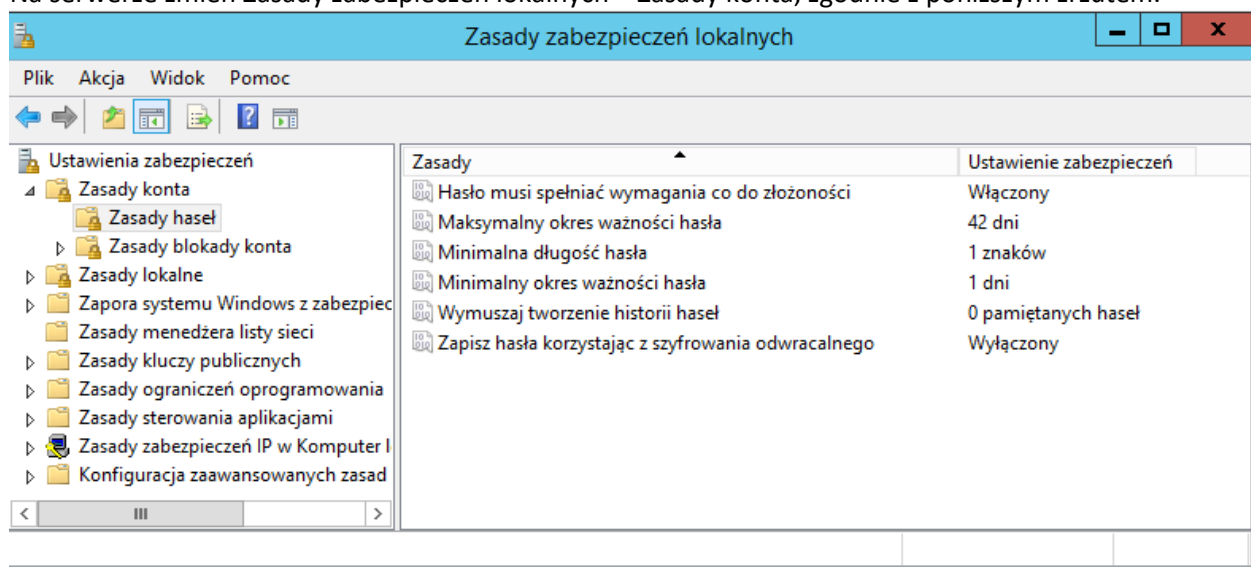 Zasady zabezpieczeń lokalnych
Plik Akcja Widok Pomoc
Ustawienia zabezpieczeń
Zasady konta
Zasady haseł
Zasady blokady konta
Zasady lokalne
Zapora systemu Windows z zabezpiec
Zasady menedżera listy sieci
Zasady kluczy publicznych
Zasady ograniczeń oprogramowania
Zasady sterowania aplikacjami
Zasady zabezpieczeń IP w Komputer l
Konfiguracja zaawansowanych zasad
Zasady Ustawienie zabezpieczeń
Hasło musi spełniać wymagania co do złożoności Włączony
Maksymalny okres ważności hasła 42 dni
Minimalna długość hasła 1 znaków
Minimalny okres ważności hasła 1 dni
Wymuszaj tworzenie historii haseł 0 pamiętanych haseł
Zapisz hasła korzystając z szyfrowania odwracalnego Wyłączony